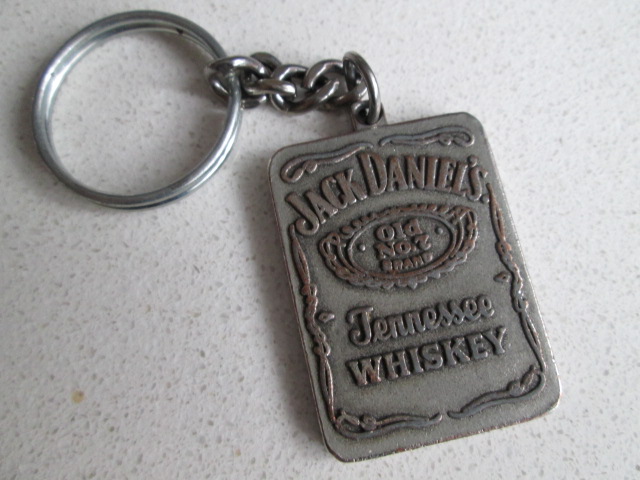 JACK DANIEL'S
Old
No. 7
BRAND
Tennessee
WHISKEY